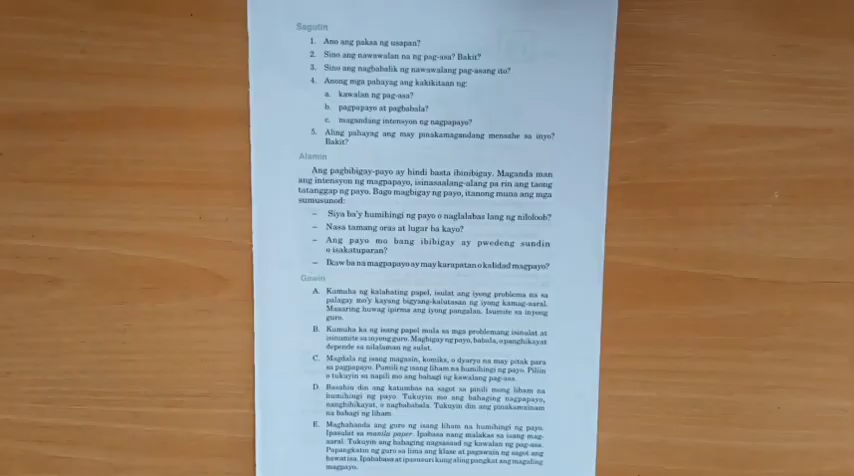 Sagutin
1. Ano ang paksa ng usapan?
2. Sino ang nawawalan na ng pag-asa? Bakit?
3. Sino ang nagbabalik ng nawawalang pag-asang ito?
4. Anong mga pahayag ang kakikitaan ng:
a. kawalan ng pag-asa?
b. pagpapayo at pagbabala?
c. magandang intensyon ng nagpapayo?
5. Aling pahayag ang may pinakamagandang mensahe sa inyo?
Bakit?
Alamin
Ang pagbibigay-payo ay hindi basta ibinibigay. Maganda man
ang intensyon ng magpapayo, isinasaalang-alang pa rin ang taong
tatanggap ng payo. Bago magbigay ng payo, itanong muna ang mga
sumusunod:
– Siya ba'y humihingi ng payo o naglalabas lang ng niloloob?
– Nasa tamang oras at lugar ba kayo?
– Ang payo mo bang ibibigay ay pwedeng sundin
o isakatuparan?
– Ikaw ba na magpapayo ay may karapatan o kalidad magpayo?
Gawin
A. Kumuha ng kalahating papel, isulat ang iyong problema na sa
palagay mo'y kayang bigyang-kalutasan ng iyong kamag-aaral.
Maaaring huwag ipirma ang iyong pangalan. Isumite sa inyong
guro.
B. Kumuha ka ng isang papel mula sa mga problemang isinulat at
isinumite sa inyong guro. Magbigay ng payo, babala, o panghikayat
depende sa nilalaman ng sulat.
C. Magdala ng isang magasin, komiks, o dyaryo na may pitak para
sa pagpapayo. Pumili ng isang liham na humihingi ng payo. Piliin
o tukuyin sa napili mo ang bahagi ng kawalang pag-asa.
D. Basahin din ang katumbas na sagot sa pinili mong liham na
humihingi ng payo. Tukuyin mo ang bahaging nagpapayo,
nanghihikayat, o nagbababala. Tukuyin din ang pinakamainam
na bahagi ng liham.
E. Maghahanda ang guro ng isang liham na humihingi ng payo.
Ipasulat sa manila paper. Ipabasa nang malakas sa isang mag-
aaral. Tukuyin ang bahaging nagsasaad ng kawalan ng pag-asa.
Papangkatin ng guro sa lima ang klase at pagawain ng sagot ang
bawat isa. Ipababasa at ipasusuri kung aling pangkat ang magaling
magpayo.